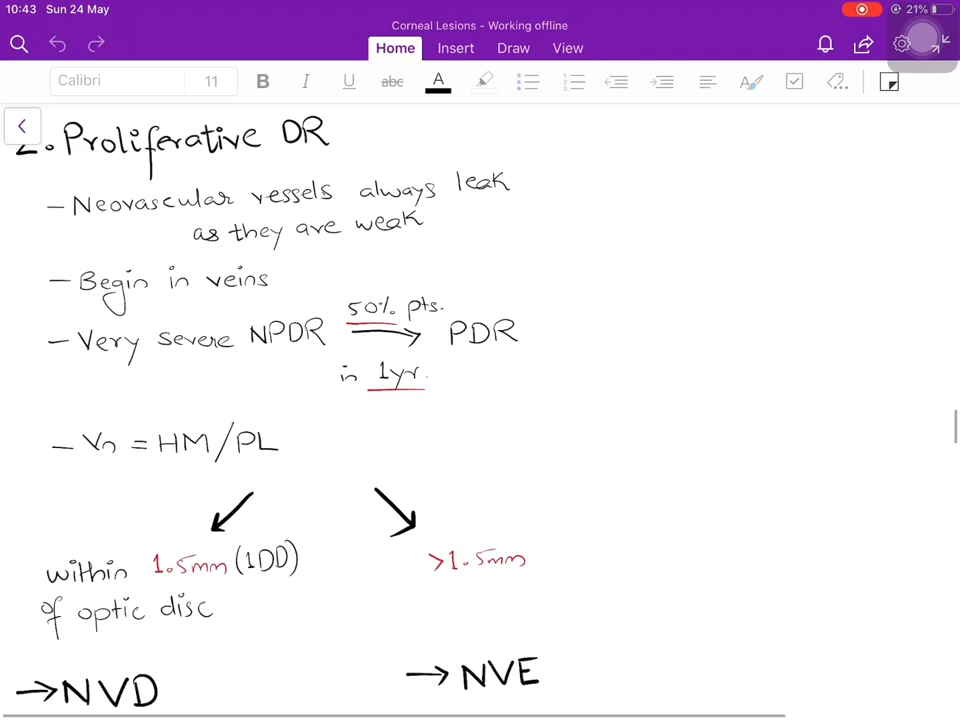 10:43 Sun 24 May
21%
Corneal Lesions - Working offline
Home Insert Draw View
Calibri 11 B I U abc A
2. Proliferative DR
- Neovascular vessels always leak
as they are weak
- Begin in veins
50% pts.
- Very severe NPDR → PDR
in 1yr.
- Vn = HM/PL
within 1.5mm (1DD) >1.5mm
of optic disc
→ NVD → NVE